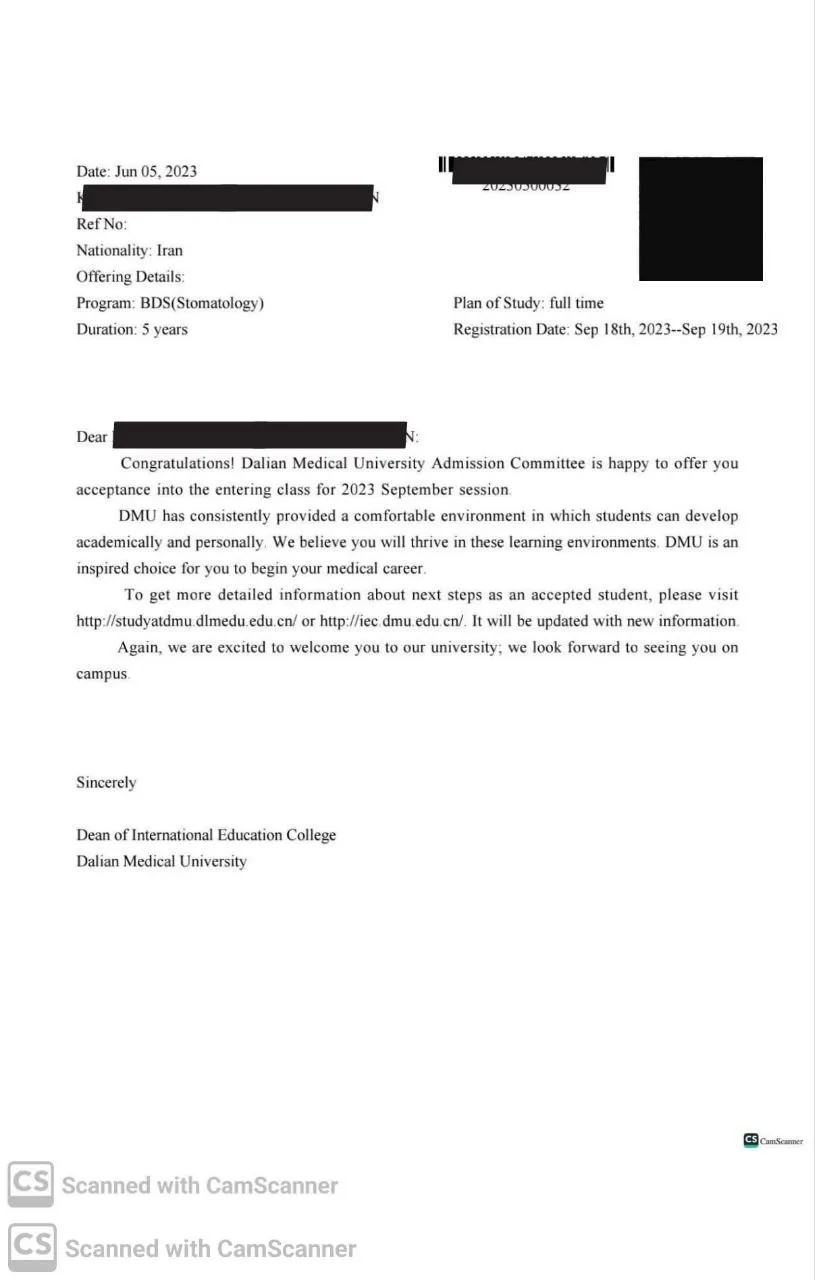 Date: Jun 05, 2023
Ref No:
Nationality: Iran
Offering Details:
Program: BDS(Stomatology)
Plan of Study: full time
Duration: 5 years
Registration Date: Sep 18th, 2023--Sep 19th, 2023
Dear
Congratulations! Dalian Medical University Admission Committee is happy to offer you
acceptance into the entering class for 2023 September session.
DMU has consistently provided a comfortable environment in which students can develop
academically and personally. We believe you will thrive in these learning environments. DMU is an
inspired choice for you to begin your medical career.
To get more detailed information about next steps as an accepted student, please visit
http://studyatdmu.dlmedu.edu.cn/ or http://iec.dmu.edu.cn/. It will be updated with new information.
Again, we are excited to welcome you to our university; we look forward to seeing you on
campus.
Sincerely
Dean of International Education College
Dalian Medical University
CS CamScanner
CS Scanned with CamScanner
CS Scanned with CamScanner